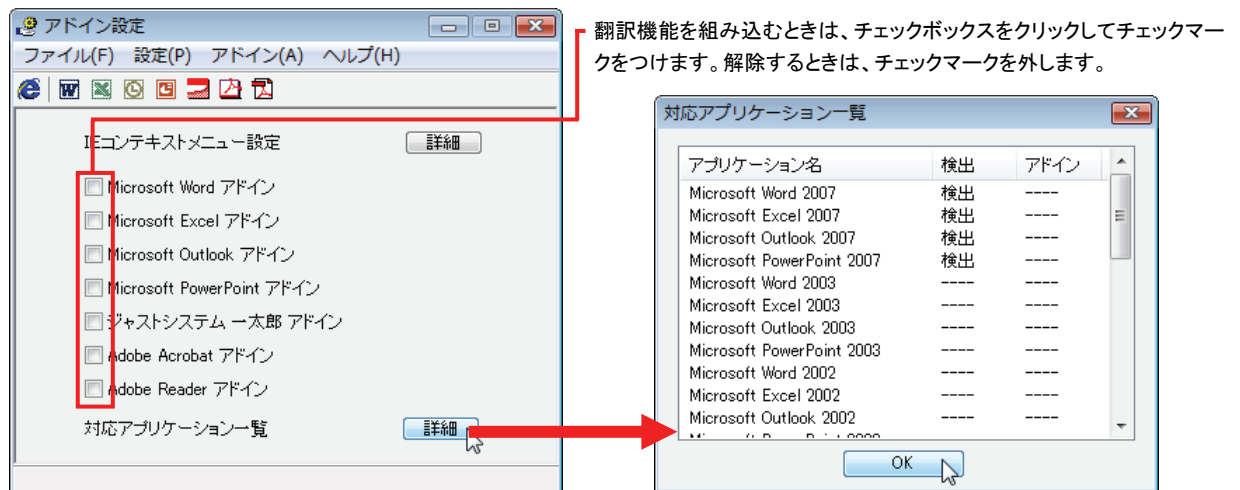 アドイン設定
ファイル(F) 設定(P) アドイン(A) ヘルプ(H)
IEコンテキストメニュー設定 詳細
Microsoft Word アドイン
Microsoft Excel アドイン
Microsoft Outlook アドイン
Microsoft PowerPoint アドイン
ジャストシステム 一太郎 アドイン
Adobe Acrobat アドイン
Adobe Reader アドイン
対応アプリケーション一覧 詳細
翻訳機能を組み込むときは、チェックボックスをクリックしてチェックマー
クをつけます。解除するときは、チェックマークを外します。
対応アプリケーション一覧
アプリケーション名 検出 アドイン
Microsoft Word 2007 検出 ----
Microsoft Excel 2007 検出 ----
Microsoft Outlook 2007 検出 ----
Microsoft PowerPoint 2007 検出 ----
Microsoft Word 2003 ---- ----
Microsoft Excel 2003 ---- ----
Microsoft Outlook 2003 ---- ----
Microsoft PowerPoint 2003 ---- ----
Microsoft Word 2002 ---- ----
Microsoft Excel 2002 ---- ----
Microsoft Outlook 2002 ---- ----
OK